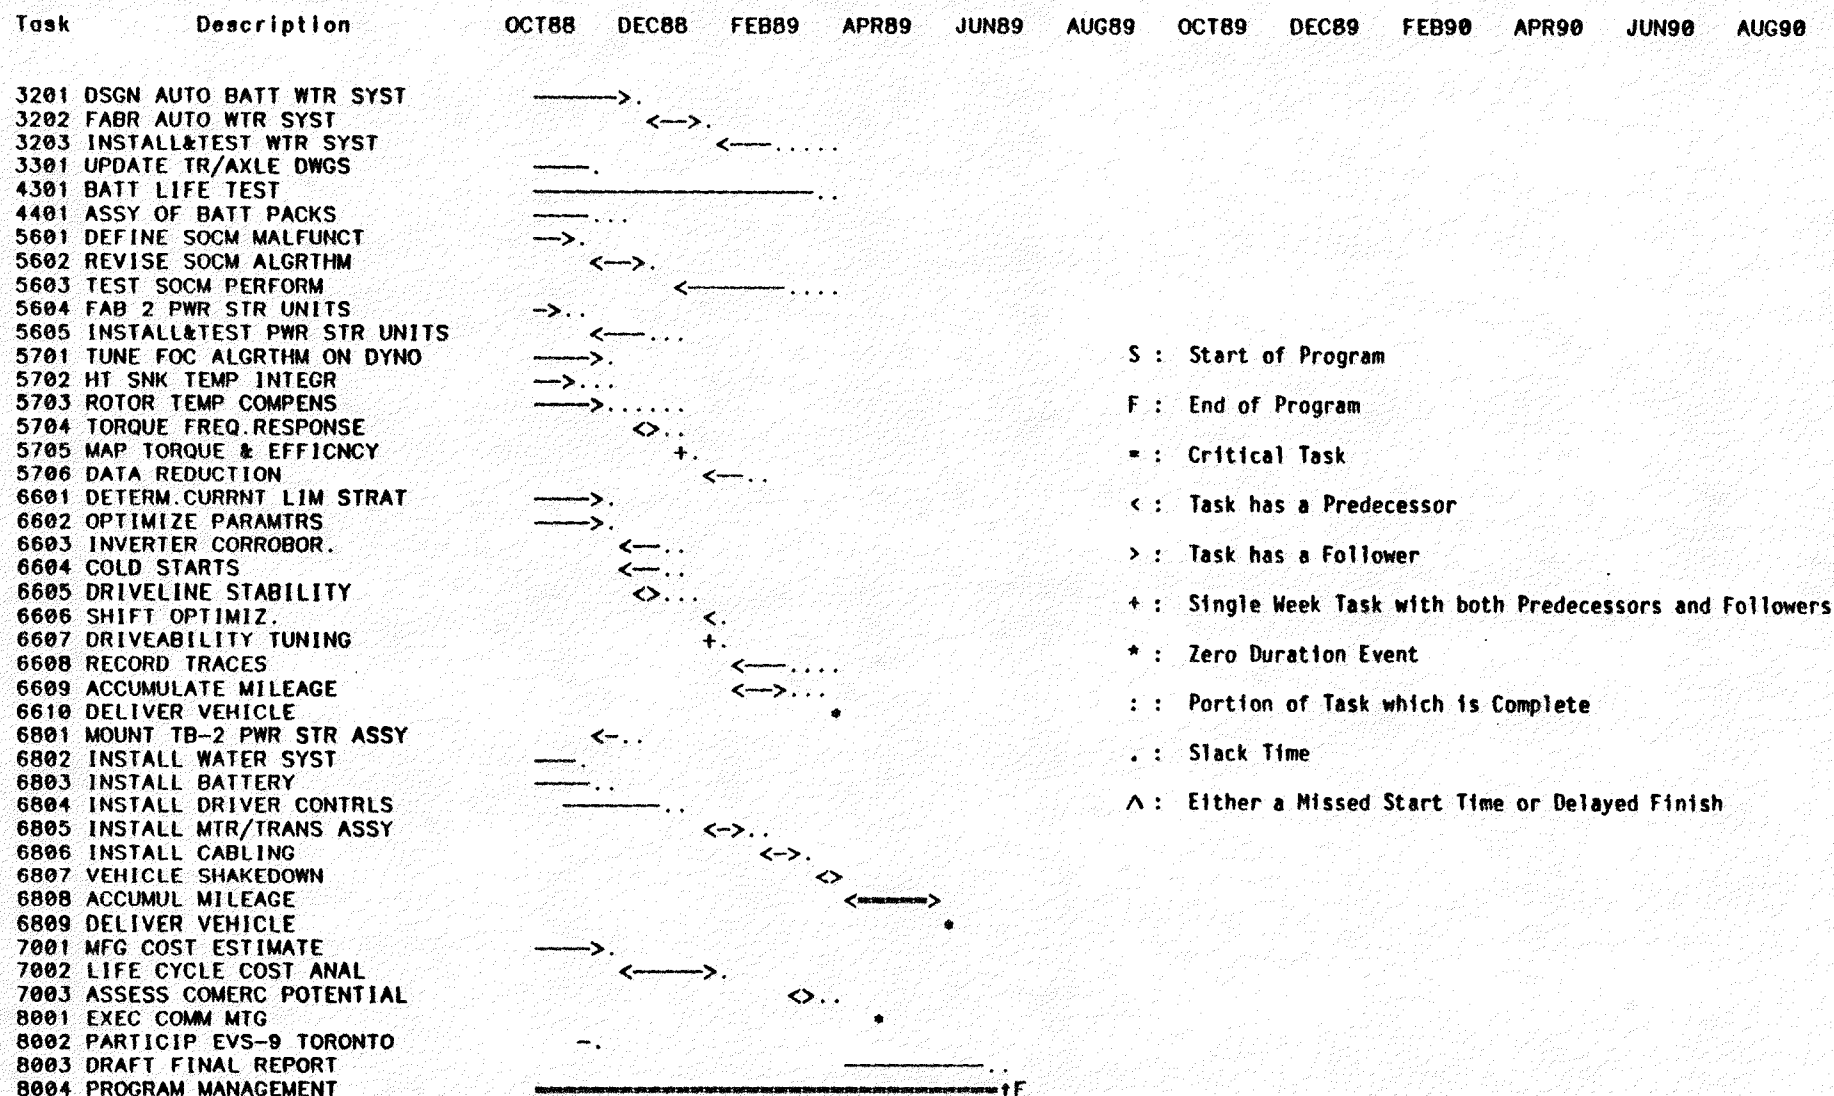 Task Description OCT88 DEC88 FEB89 APR89 JUN89 AUG89 OCT89 DEC89 FEB90 APR90 JUN90 AUG90
3201 DSGN AUTO BATT WTR SYST
3202 FABR AUTO WTR SYST
3203 INSTALL&TEST WTR SYST
3301 UPDATE TR/AXLE DWGS
4301 BATT LIFE TEST
4401 ASSY OF BATT PACKS
5601 DEFINE SOCM MALFUNCT
5602 REVISE SOCM ALGRTHM
5603 TEST SOCM PERFORM
5604 FAB 2 PWR STR UNITS
5605 INSTALL&TEST PWR STR UNITS
5701 TUNE FOC ALGRTHM ON DYNO
5702 HT SNK TEMP INTEGR
5703 ROTOR TEMP COMPENS
5704 TORQUE FREQ.RESPONSE
5705 MAP TORQUE & EFFICNCY
5706 DATA REDUCTION
6601 DETERM.CURRNT LIM STRAT
6602 OPTIMIZE PARAMTRS
6603 INVERTER CORROBOR.
6604 COLD STARTS
6605 DRIVELINE STABILITY
6606 SHIFT OPTIMIZ.
6607 DRIVEABILITY TUNING
6608 RECORD TRACES
6609 ACCUMULATE MILEAGE
6610 DELIVER VEHICLE
6801 MOUNT TB-2 PWR STR ASSY
6802 INSTALL WATER SYST
6803 INSTALL BATTERY
6804 INSTALL DRIVER CONTRLS
6805 INSTALL MTR/TRANS ASSY
6806 INSTALL CABLING
6807 VEHICLE SHAKEDOWN
6808 ACCUMUL MILEAGE
6809 DELIVER VEHICLE
7001 MFG COST ESTIMATE
7002 LIFE CYCLE COST ANAL
7003 ASSESS COMERC POTENTIAL
8001 EXEC COMM MTG
8002 PARTICIP EVS-9 TORONTO
8003 DRAFT FINAL REPORT
8004 PROGRAM MANAGEMENT F
S : Start of Program
F : End of Program
= : Critical Task
< : Task has a Predecessor
> : Task has a Follower
+ : Single Week Task with both Predecessors and Followers
* : Zero Duration Event
: : Portion of Task which is Complete
. : Slack Time
Λ : Either a Missed Start Time or Delayed Finish